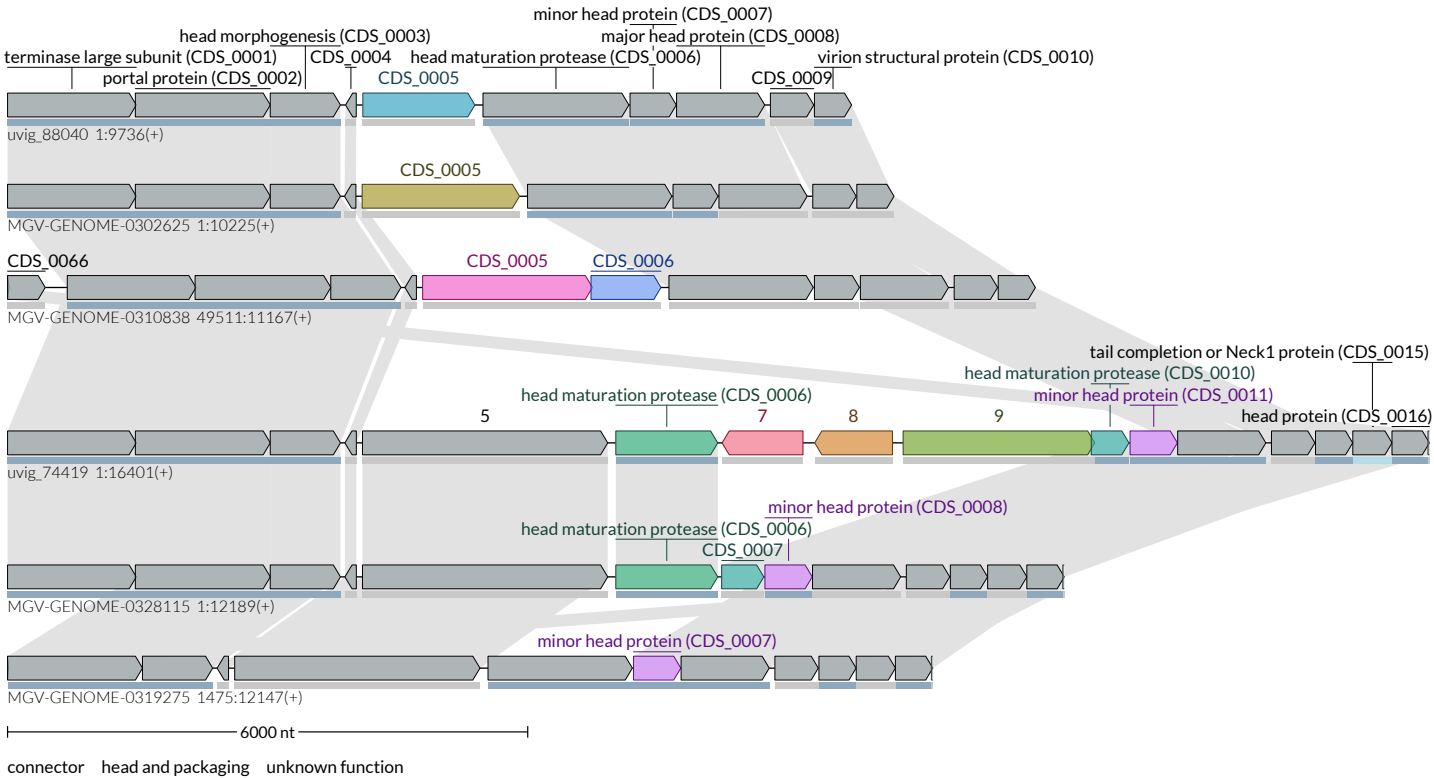 minor head protein (CDS_0007)
head morphogenesis (CDS_0003)
major head protein (CDS_0008)
terminase large subunit (CDS_0001)
CDS_0004
head maturation protease (CDS_0006)
virion structural protein (CDS_0010)
portal protein (CDS_0002)
CDS_0005
CDS_0009
uvig_88040 1:9736(+)
CDS_0005
MGV-GENOME-0302625 1:10225(+)
CDS_0066
CDS_0005
CDS_0006
MGV-GENOME-0310838 49511:11167(+)
tail completion or Neck1 protein (CDS_0015)
head maturation protease (CDS_0010)
head maturation protease (CDS_0006)
minor head protein (CDS_0011)
5
7
8
9
head protein (CDS_0016)
uvig_74419 1:16401(+)
minor head protein (CDS_0008)
head maturation protease (CDS_0006)
CDS_0007
MGV-GENOME-0328115 1:12189(+)
minor head protein (CDS_0007)
MGV-GENOME-0319275 1475:12147(+)
6000 nt
connector head and packaging unknown function